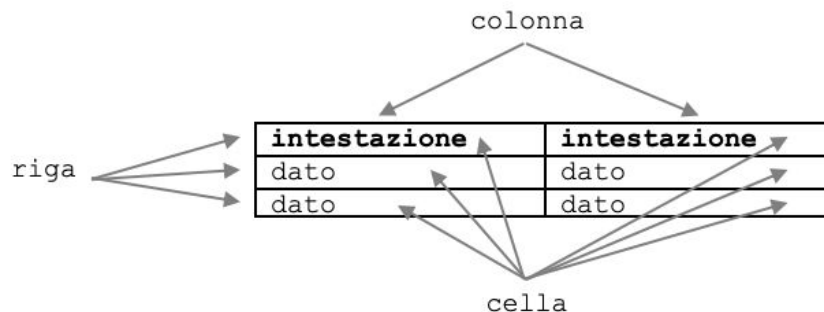 colonna
intestazione intestazione
riga dato dato
dato dato
cella